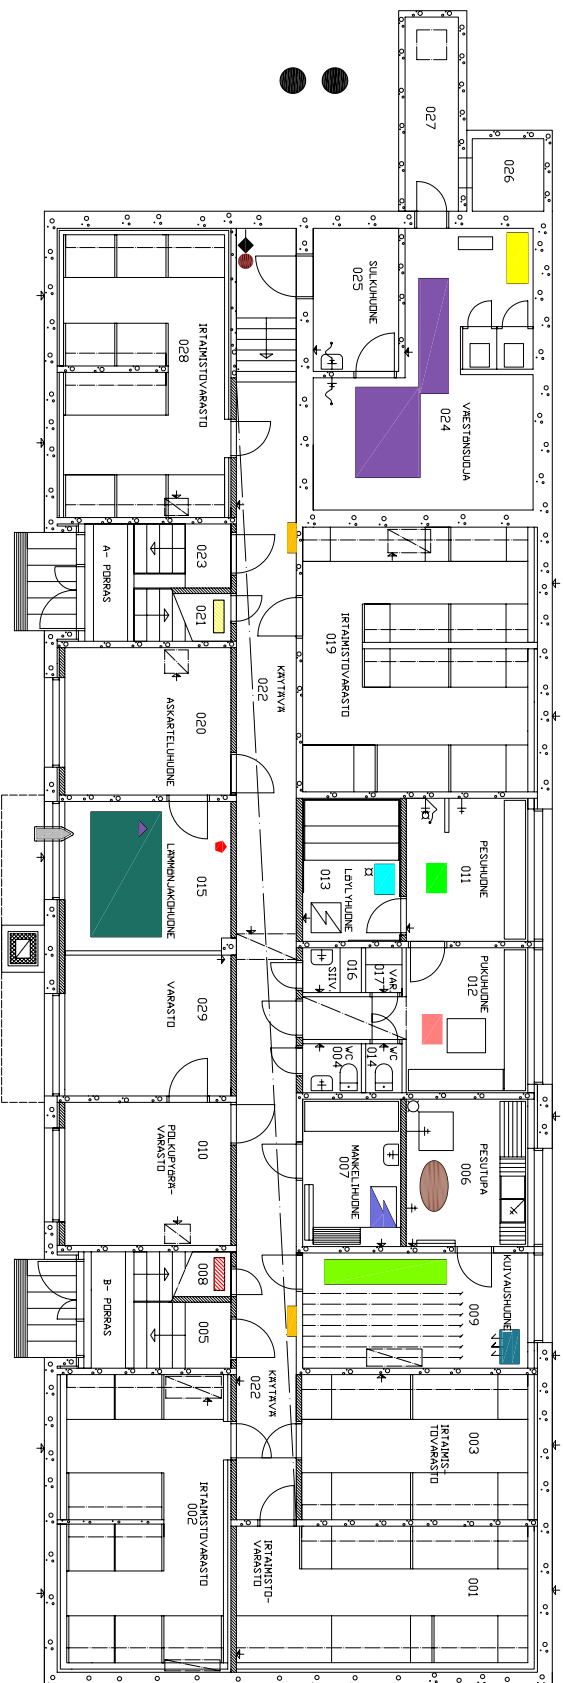 027
026
SULKUHUONE
025
VÄESTÖNSUOJA
024
IRTAIMISTOVARASTO
028
A- PORRAS
023
021
IRTAIMISTOVARASTO
019
KÄYTÄVÄ
022
ASKARTELUHUONE
020
LÄMMÖNJAKOHUONE
015
LÖYLYHUONE
013
PESUHUONE
011
PUKUHUONE
012
SIIV.
016
VAR.
017
WC
004
WC
014
VARASTO
029
POLKUPYÖRÄ-
VARASTO
010
MANKELIHUONE
007
PESUTUPA
006
KUIVAUSHUONE
009
B- PORRAS
008
005
KÄYTÄVÄ
022
IRTAIMIS-
TOVARASTO
003
IRTAIMISTOVARASTO
002
IRTAIMISTO-
VARASTO
001